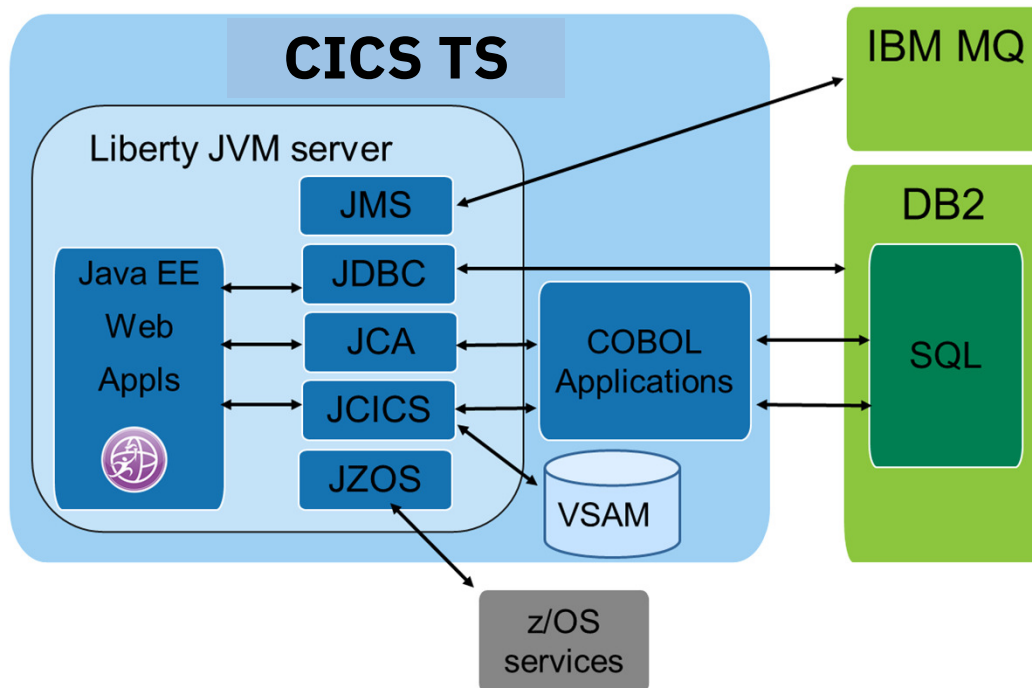 CICS TS
IBM MQ
Liberty JVM server
JMS
DB2
Java EE
Web
Appls
JDBC
JCA
JCICS
JZOS
COBOL
Applications
SQL
VSAM
z/OS
services